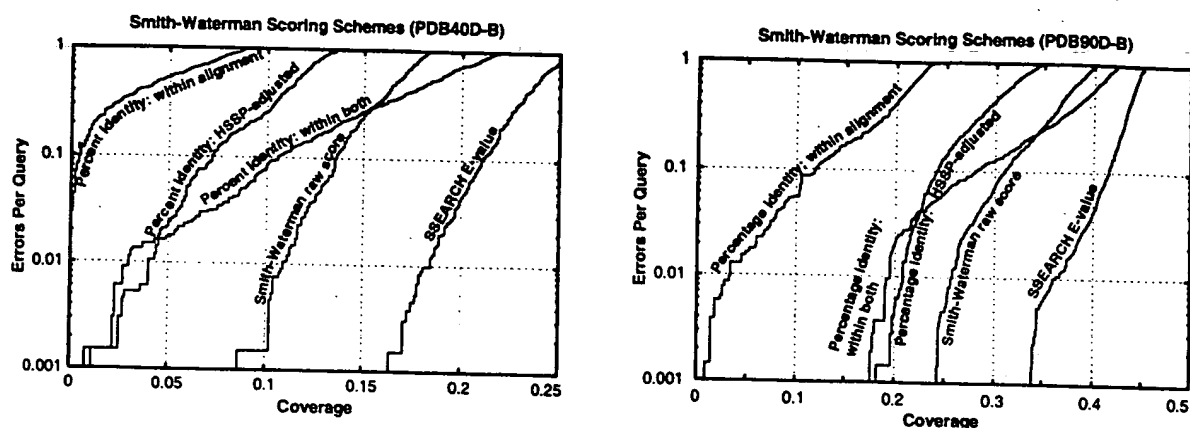 Smith-Waterman Scoring Schemes (PDB40D-B)
1
0.1
0.01
0.001
Errors Per Query
Percent Identity: within alignment
Percent Identity: HSSP-adjusted
Percent Identity: within both
Smith-Waterman raw score
SSEARCH E-value
0
0.05
0.1
0.15
0.2
0.25
Coverage
Smith-Waterman Scoring Schemes (PDB90D-B)
1
0.1
0.01
0.001
Errors Per Query
Percentage Identity: within alignment
Percentage Identity:
within both
Percentage Identity: HSSP-adjusted
Smith-Waterman raw score
SSEARCH E-value
0
0.1
0.2
0.3
0.4
0.5
Coverage